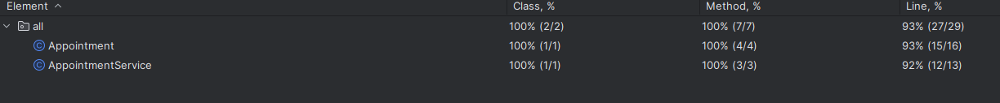 Element Class, % Method, % Line, %
all 100% (2/2) 100% (7/7) 93% (27/29)
C Appointment 100% (1/1) 100% (4/4) 93% (15/16)
C AppointmentService 100% (1/1) 100% (3/3) 92% (12/13)